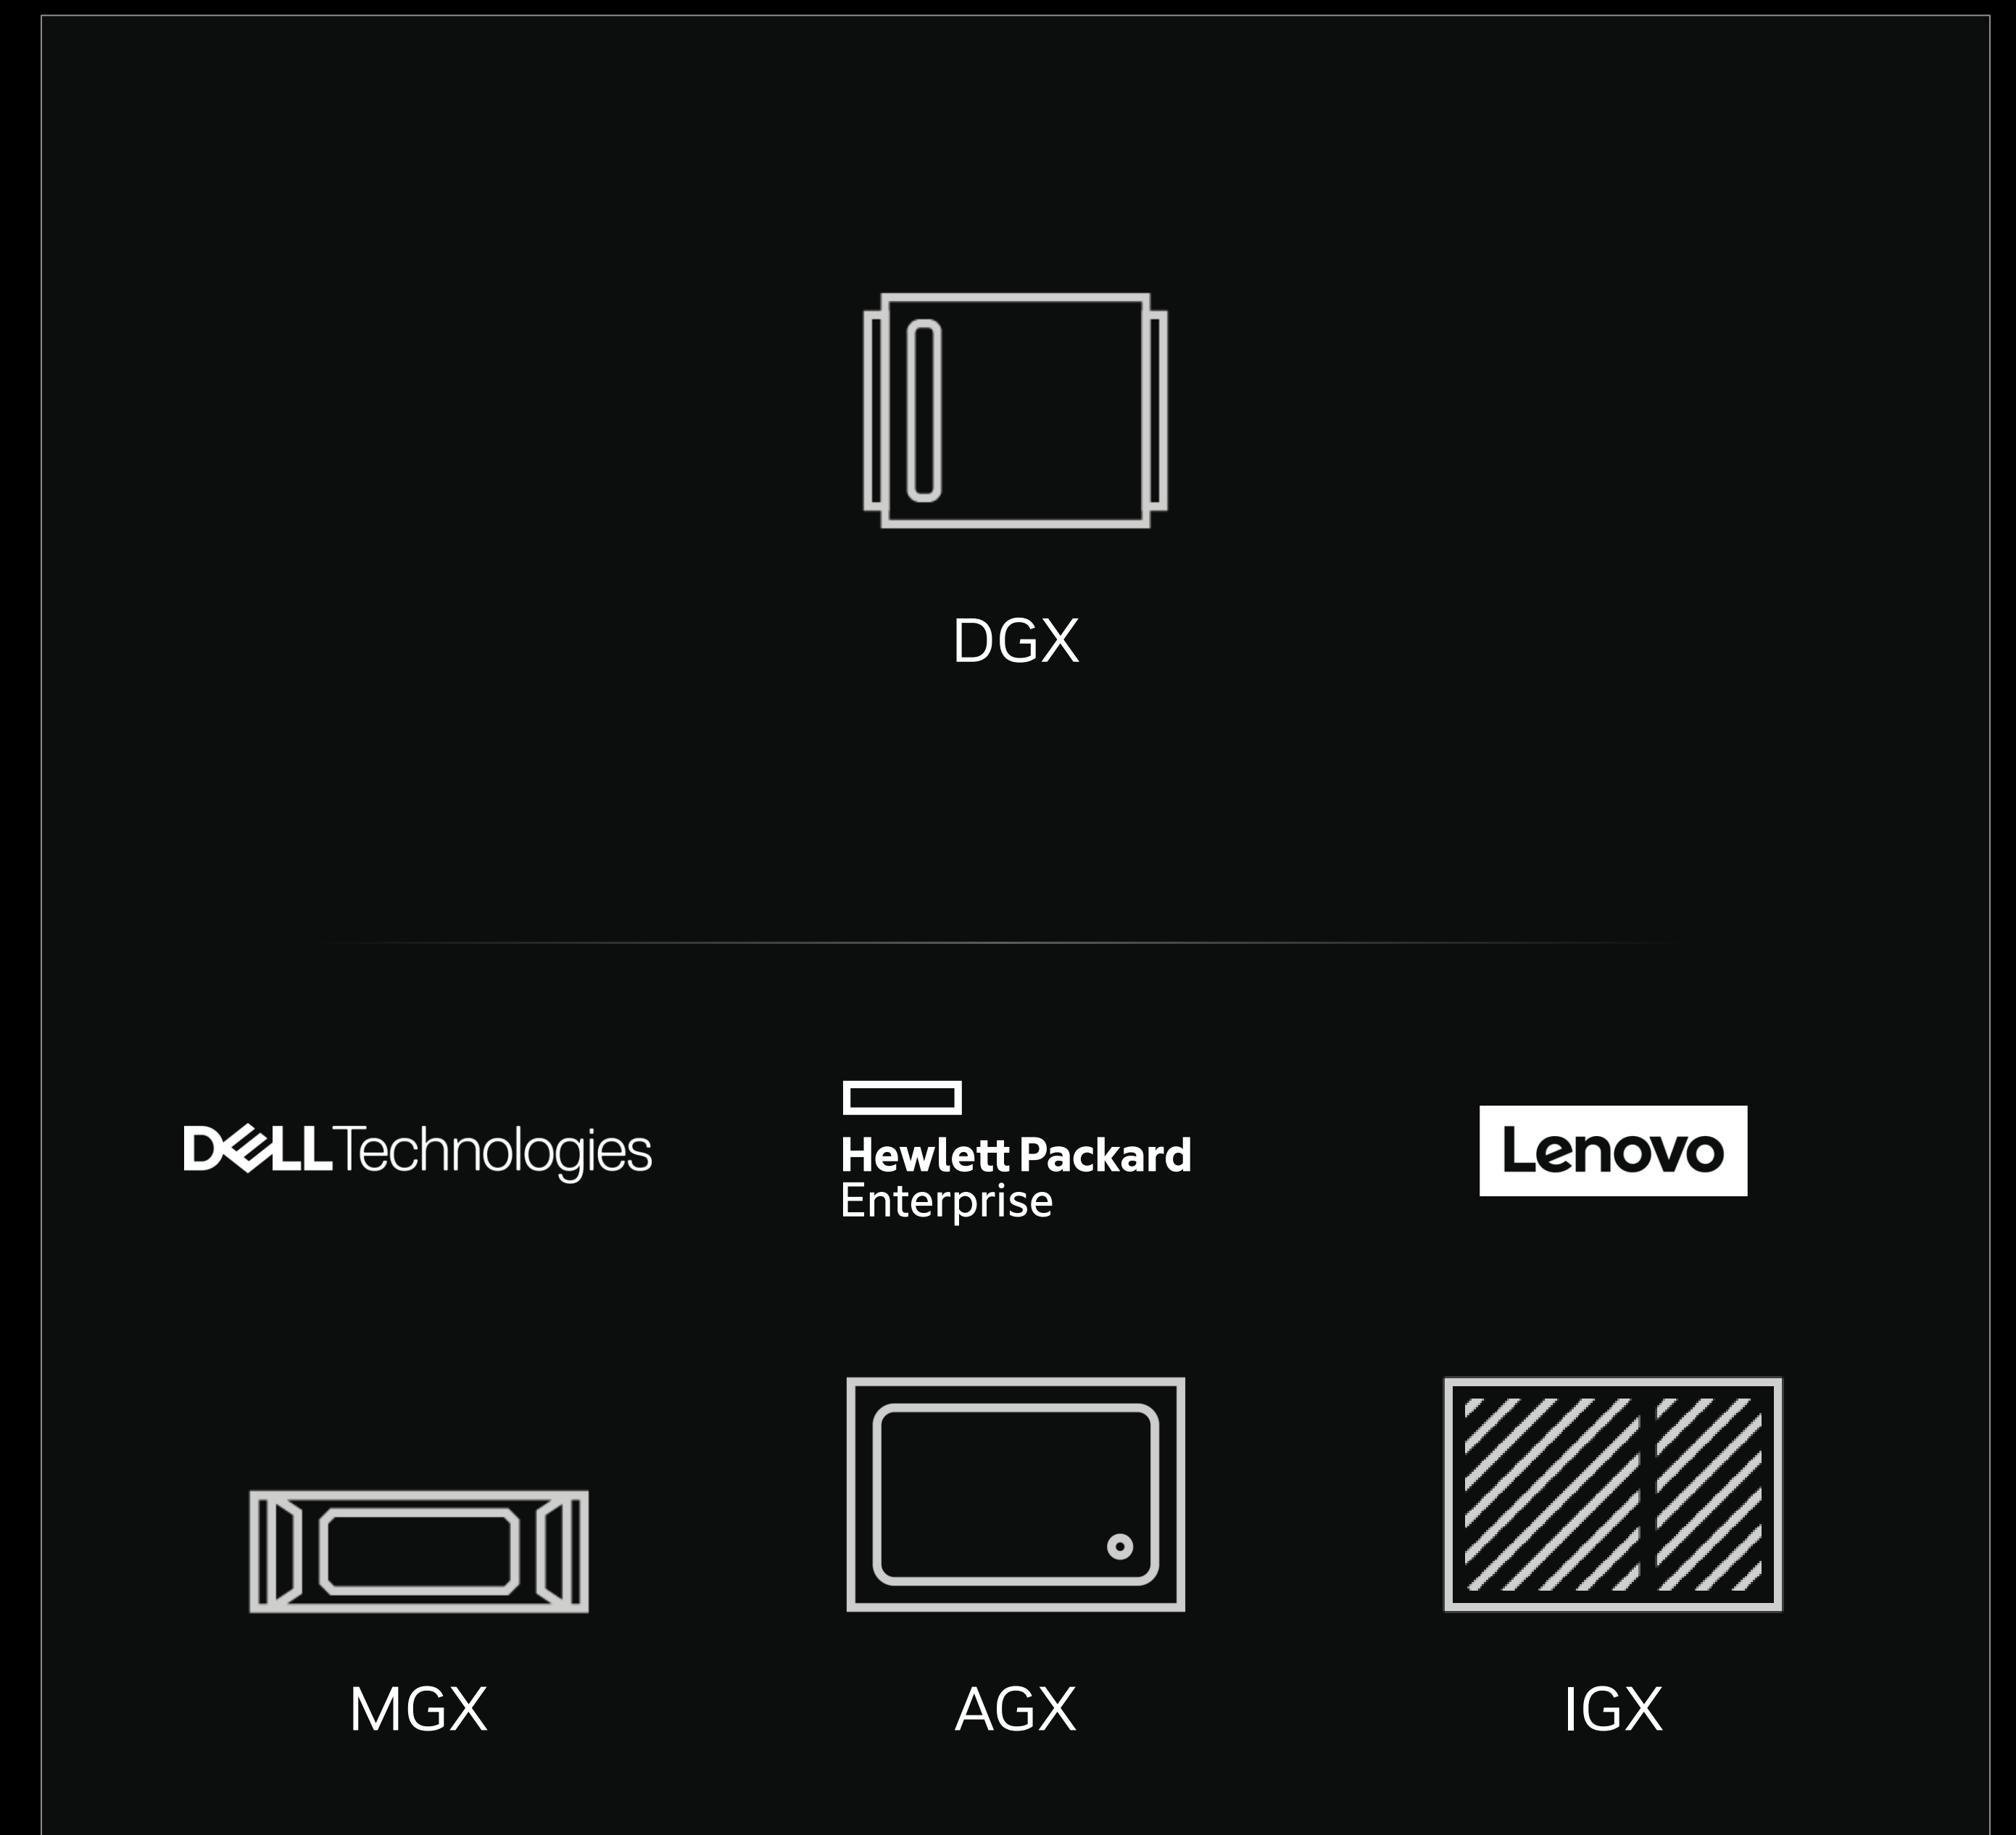 DGX
DELL Technologies
Hewlett Packard
Enterprise
Lenovo
MGX
AGX
IGX